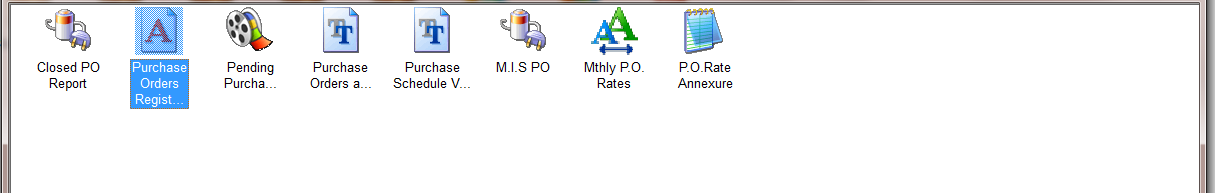 Closed PO
Report
Purchase
Orders
Regist...
Pending
Purcha...
Purchase
Orders a...
Purchase
Schedule V...
M.I.S PO
Mthly P.O.
Rates
P.O.Rate
Annexure